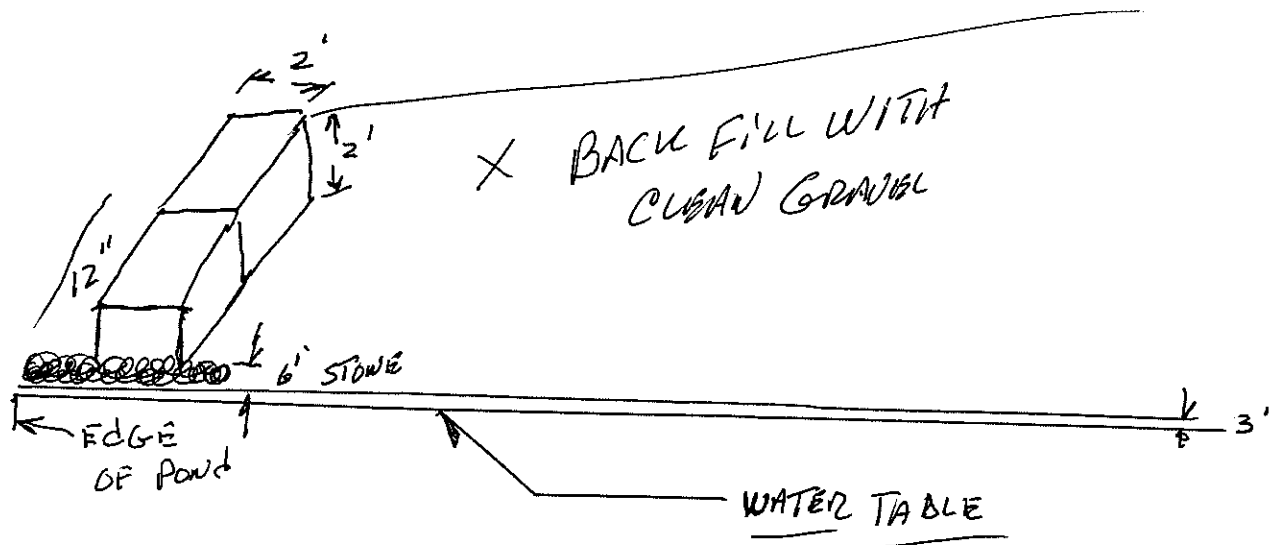 2'
2'
X BACK FILL WITH
CLEAN GRAVEL
12"
6' STONE
3'
EDGE
OF POND
WATER TABLE